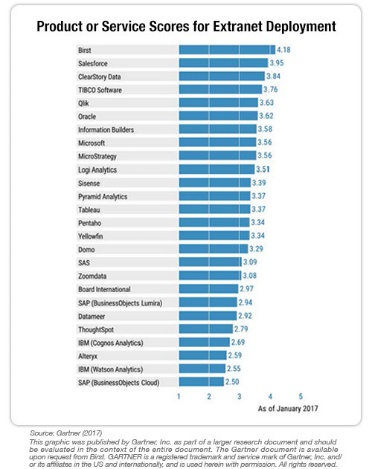 Product or Service Scores for Extranet Deployment
1 2 3 4 5
Birst 4.18
Salesforce 3.95
ClearStory Data 3.84
TIBCO Software 3.76
Qlik 3.63
Oracle 3.62
Information Builders 3.58
Microsoft 3.56
MicroStrategy 3.56
Logi Analytics 3.51
Sisense 3.39
Pyramid Analytics 3.37
Tableau 3.37
Pentaho 3.34
Yellowfin 3.34
Domo 3.29
SAS 3.09
Zoomdata 3.08
Board International 2.97
SAP (BusinessObjects Lumira) 2.94
Datameer 2.92
ThoughtSpot 2.79
IBM (Cognos Analytics) 2.69
Alteryx 2.59
IBM (Watson Analytics) 2.55
SAP (BusinessObjects Cloud) 2.50
1 2 3 4 5
As of January 2017
Source: Gartner (2017)
This graphic was published by Gartner, Inc. as part of a larger research document and should
be evaluated in the context of the entire document. The Gartner document is available
upon request from Birst. GARTNER is a registered trademark and service mark of Gartner, Inc. and/
or its affiliates in the US and internationally, and is used herein with permission. All rights reserved.